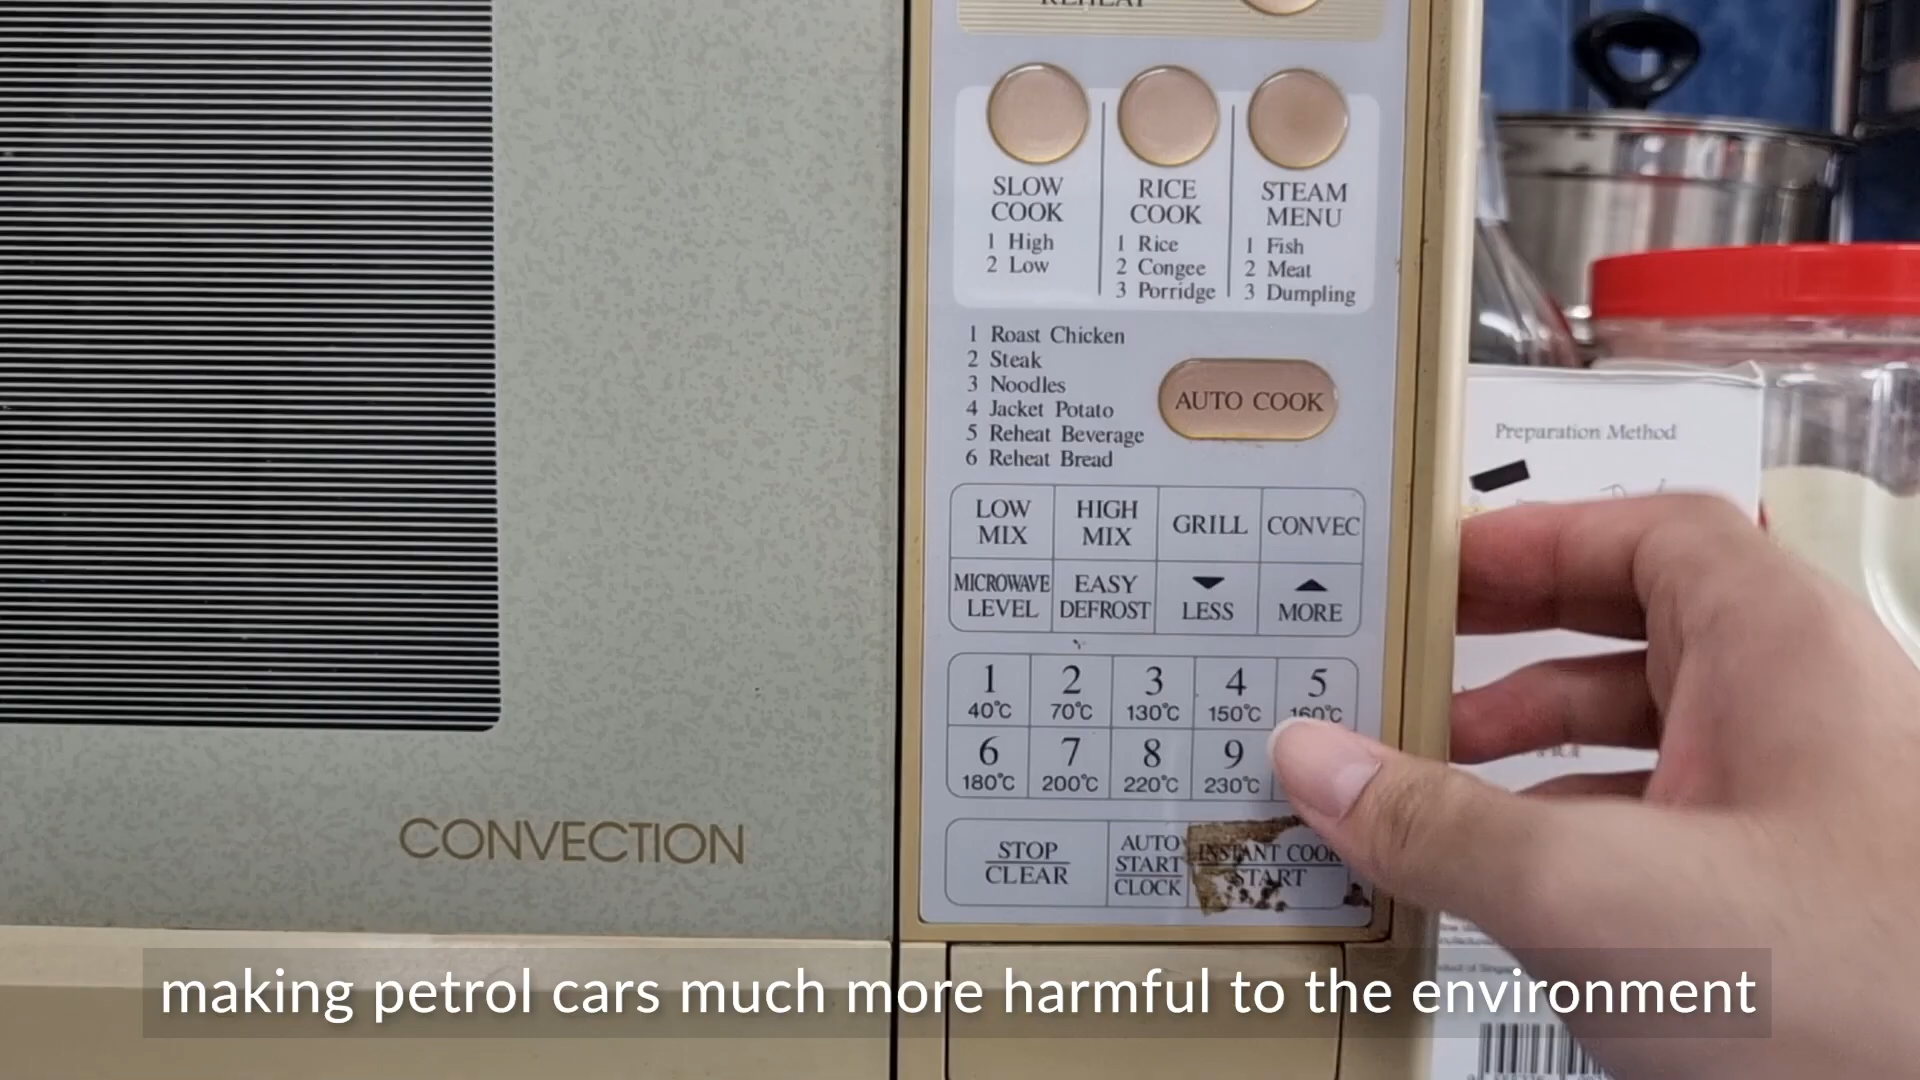 REHEAT
SLOW
COOK
1 High
2 Low
RICE
COOK
1 Rice
2 Congee
3 Porridge
STEAM
MENU
1 Fish
2 Meat
3 Dumpling
1 Roast Chicken
2 Steak
3 Noodles
4 Jacket Potato
5 Reheat Beverage
6 Reheat Bread
AUTO COOK
Preparation Method
LOW
MIX
HIGH
MIX
GRILL
CONVEC
MICROWAVE
LEVEL
EASY
DEFROST
LESS
MORE
1
40℃
2
70℃
3
130℃
4
150℃
5
160℃
6
180℃
7
200℃
8
220℃
9
230℃
STOP
CLEAR
AUTO
START
CLOCK
INSTANT COOK
START
CONVECTION
making petrol cars much more harmful to the environment